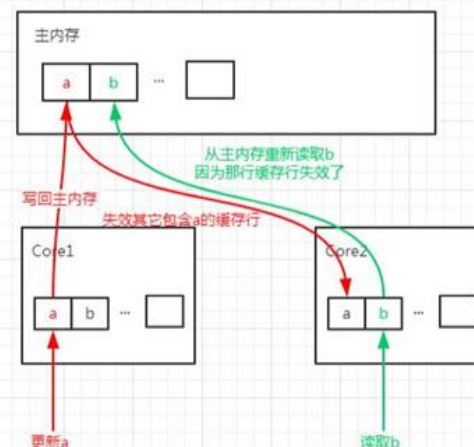 主内存
a b ...
从主内存重新读取b
因为那行缓存行失效了
写回主内存
失效其它包含a的缓存行
Core1
Core2
a b ...
a b ...
更新a
读取b